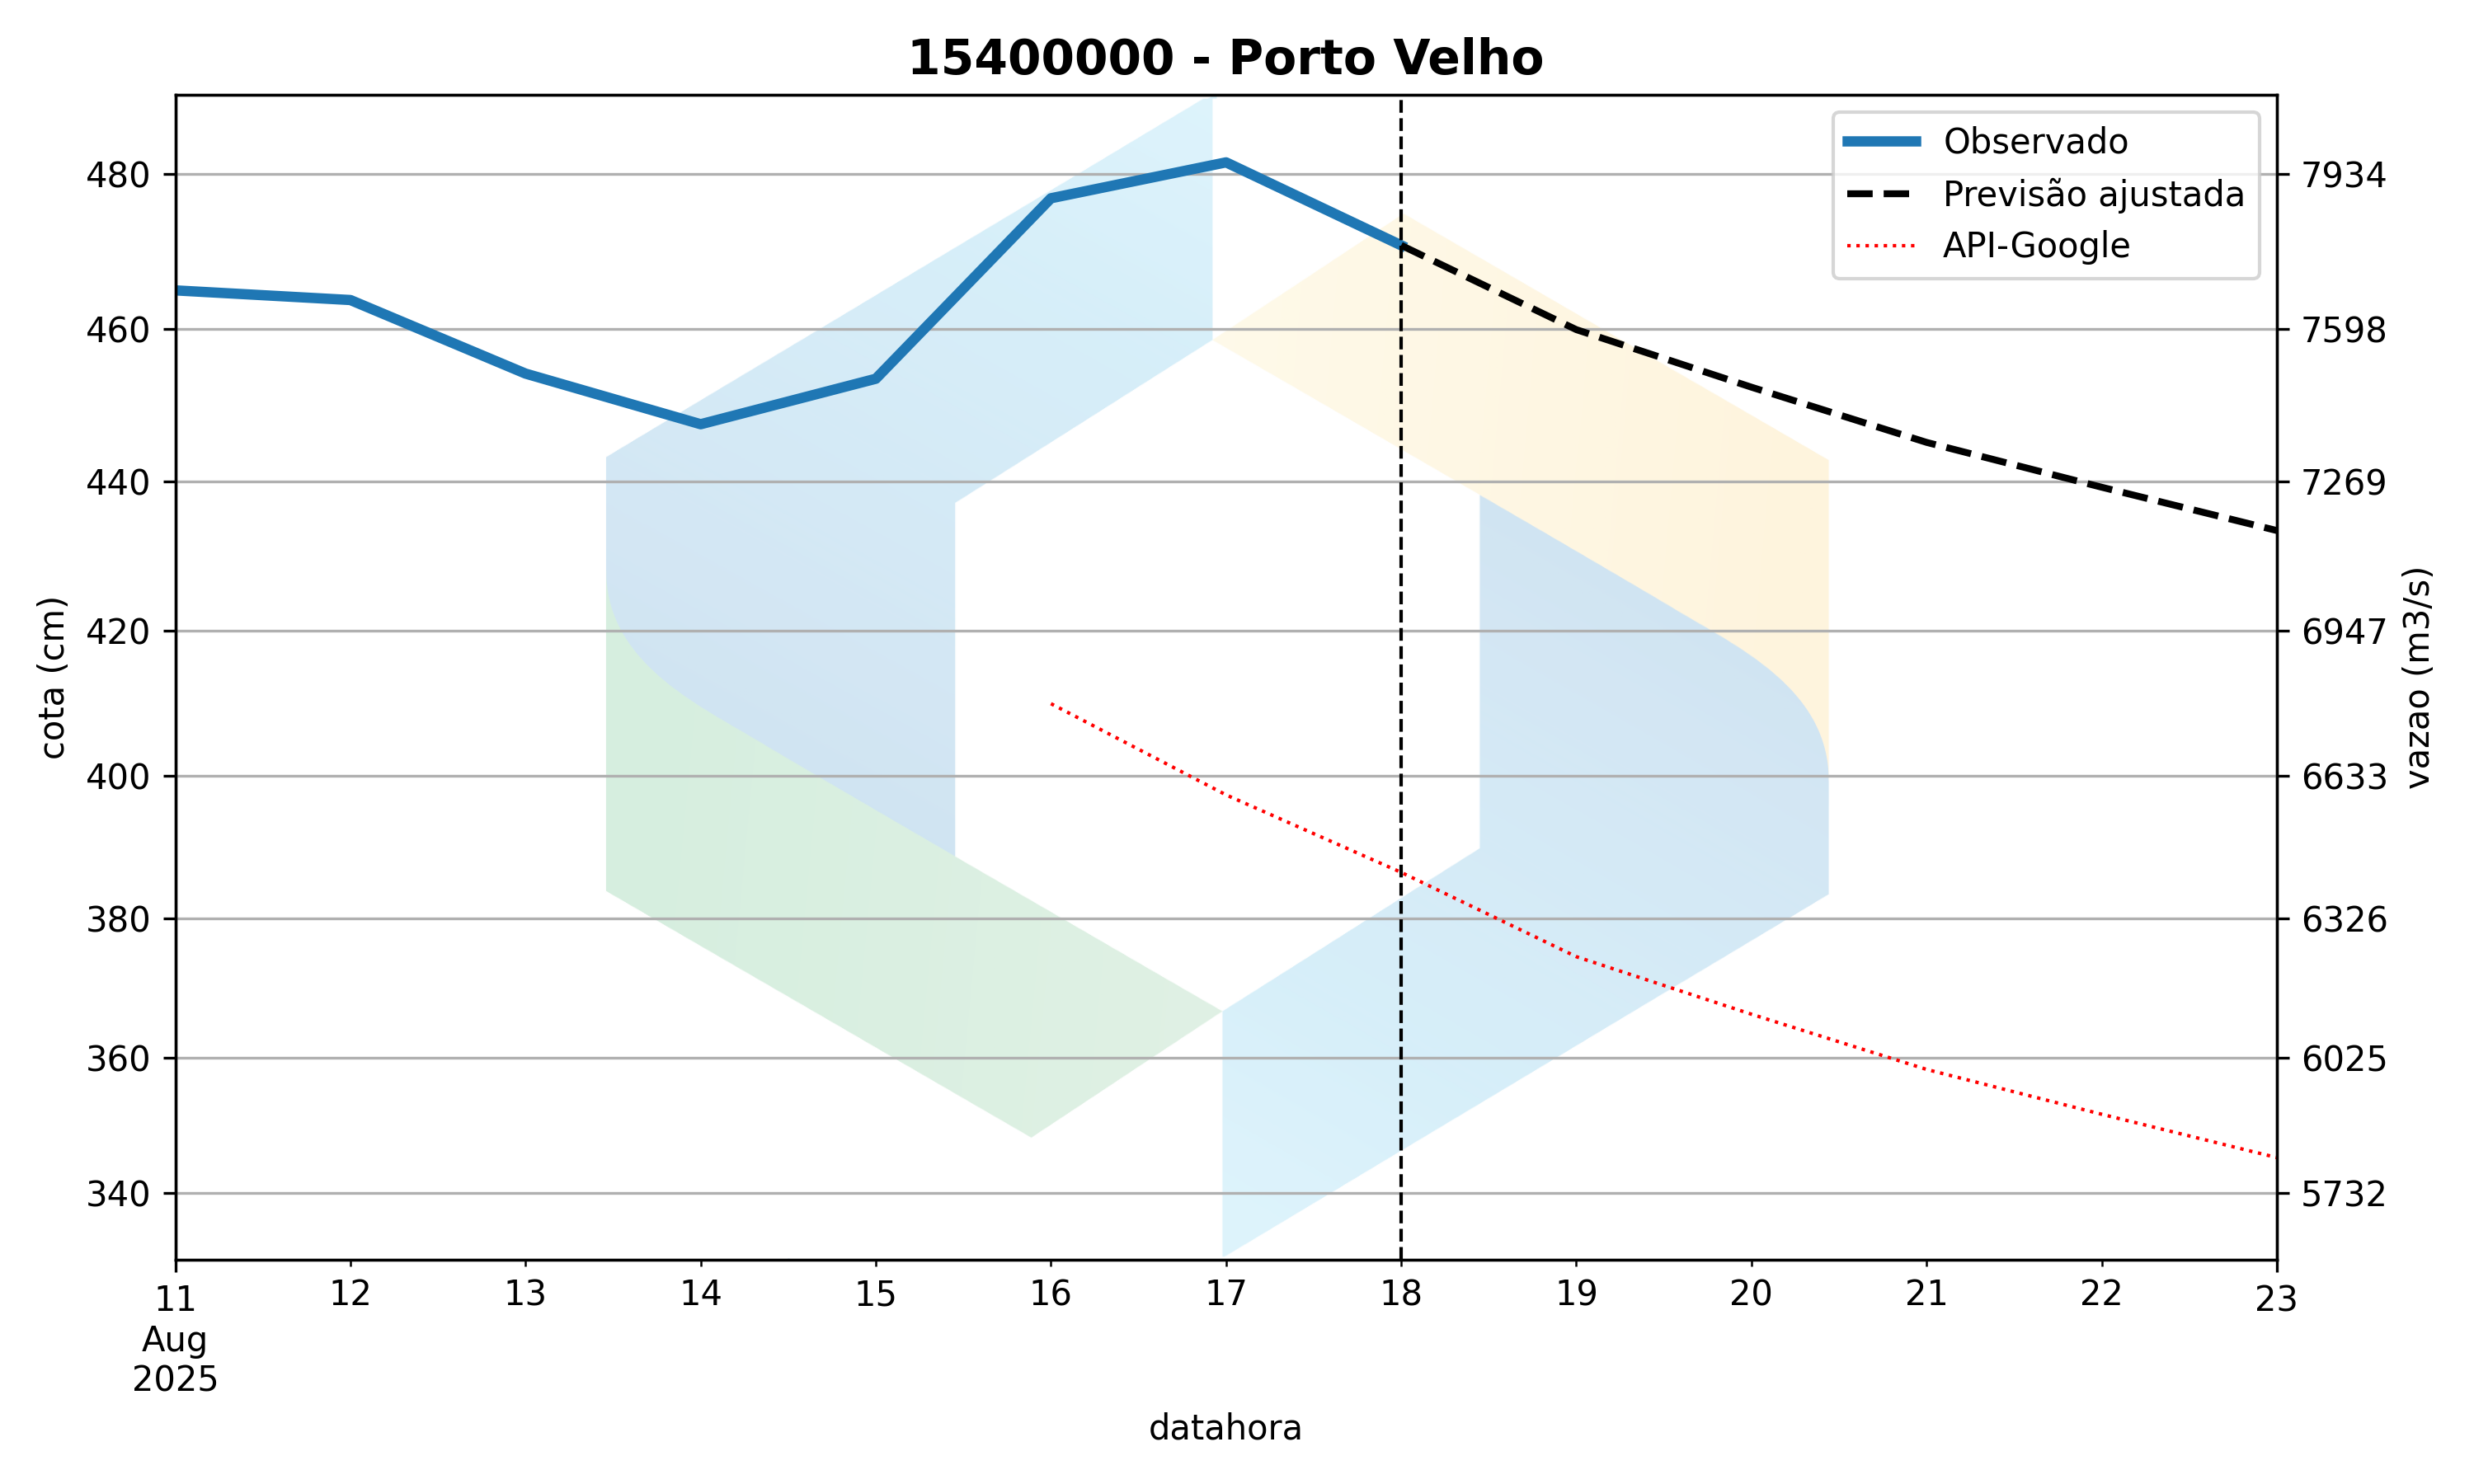 15400000 - Porto Velho
Observado
Previsão ajustada
API-Google
480
460
440
420
400
380
360
340
cota (cm)
7934
7598
7269
6947
6633
6326
6025
5732
vazao (m3/s)
11 12 13 14 15 16 17 18 19 20 21 22 23
Aug
2025
datahora